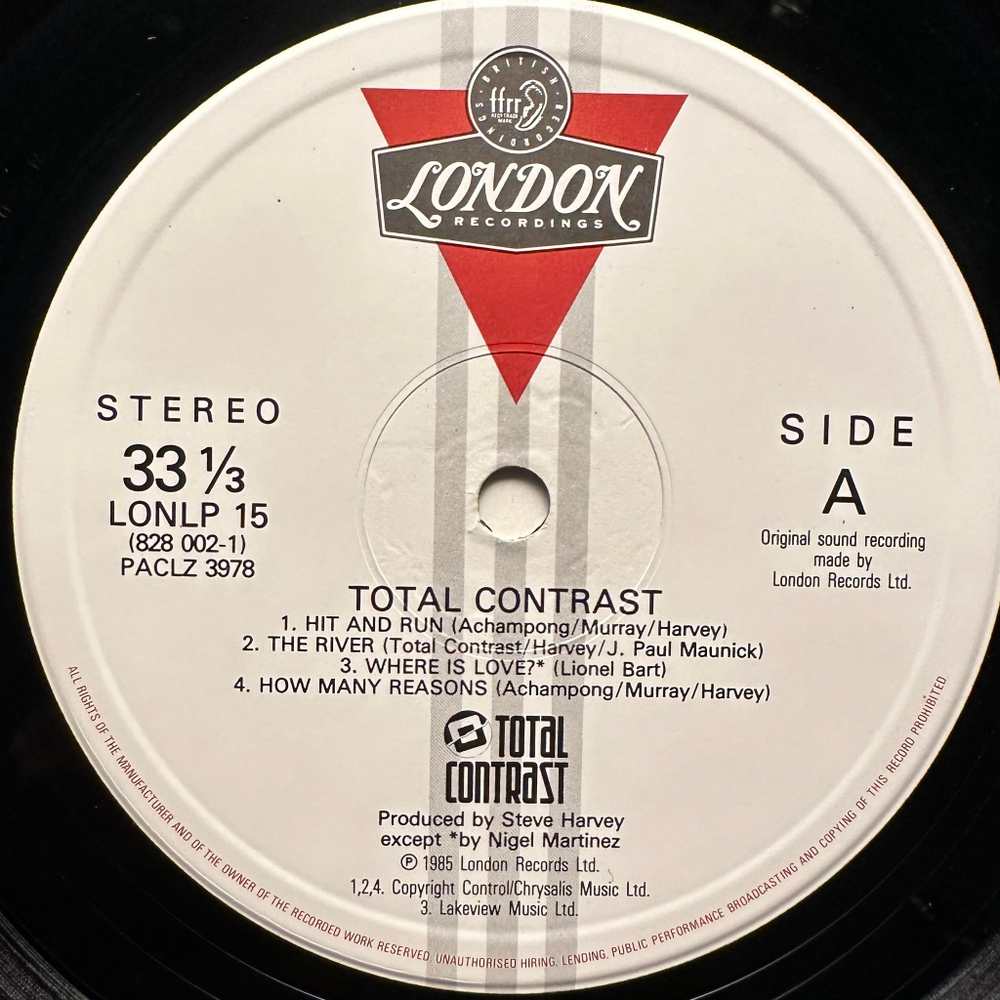 BRITISH · RECORDINGS ·
ffrr
REGD TRADE
MARK
LONDON
RECORDINGS
STEREO
33 ⅓
LONLP 15
(828 002-1)
PACLZ 3978
SIDE
A
Original sound recording
made by
London Records Ltd.
TOTAL CONTRAST
1. HIT AND RUN (Achampong/Murray/Harvey)
2. THE RIVER (Total Contrast/Harvey/J. Paul Maunick)
3. WHERE IS LOVE?* (Lionel Bart)
4. HOW MANY REASONS (Achampong/Murray/Harvey)
TOTAL
CONTRAST
Produced by Steve Harvey
except *by Nigel Martinez
℗ 1985 London Records Ltd.
1,2,4. Copyright Control/Chrysalis Music Ltd.
3. Lakeview Music Ltd.
ALL RIGHTS OF THE MANUFACTURER AND OF THE OWNER OF THE RECORDED WORK RESERVED. UNAUTHORISED HIRING. LENDING. PUBLIC PERFORMANCE BROADCASTING AND COPYING OF THIS RECORD PROHIBITED